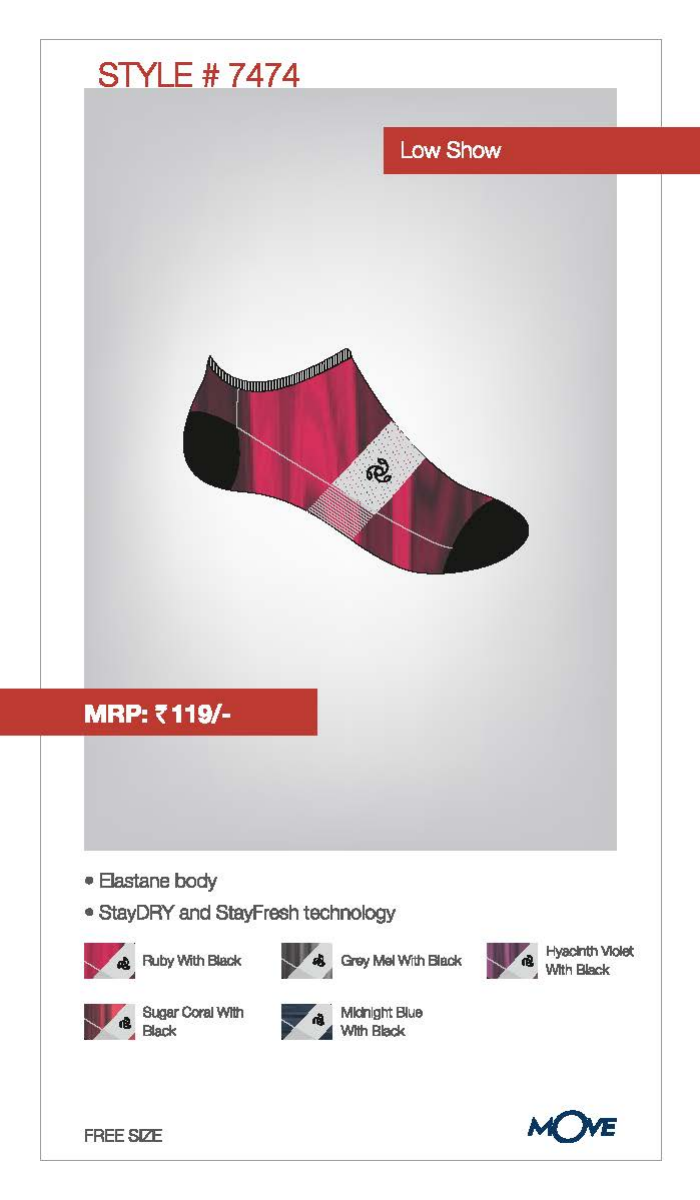 STYLE # 7474
Low Show
MRP: ₹119/-
• Elastane body
• StayDRY and StayFresh technology
Ruby With Black
Grey Mel With Black
Hyacinth Violet
With Black
Sugar Coral With
Black
Midnight Blue
With Black
FREE SIZE
MOVE